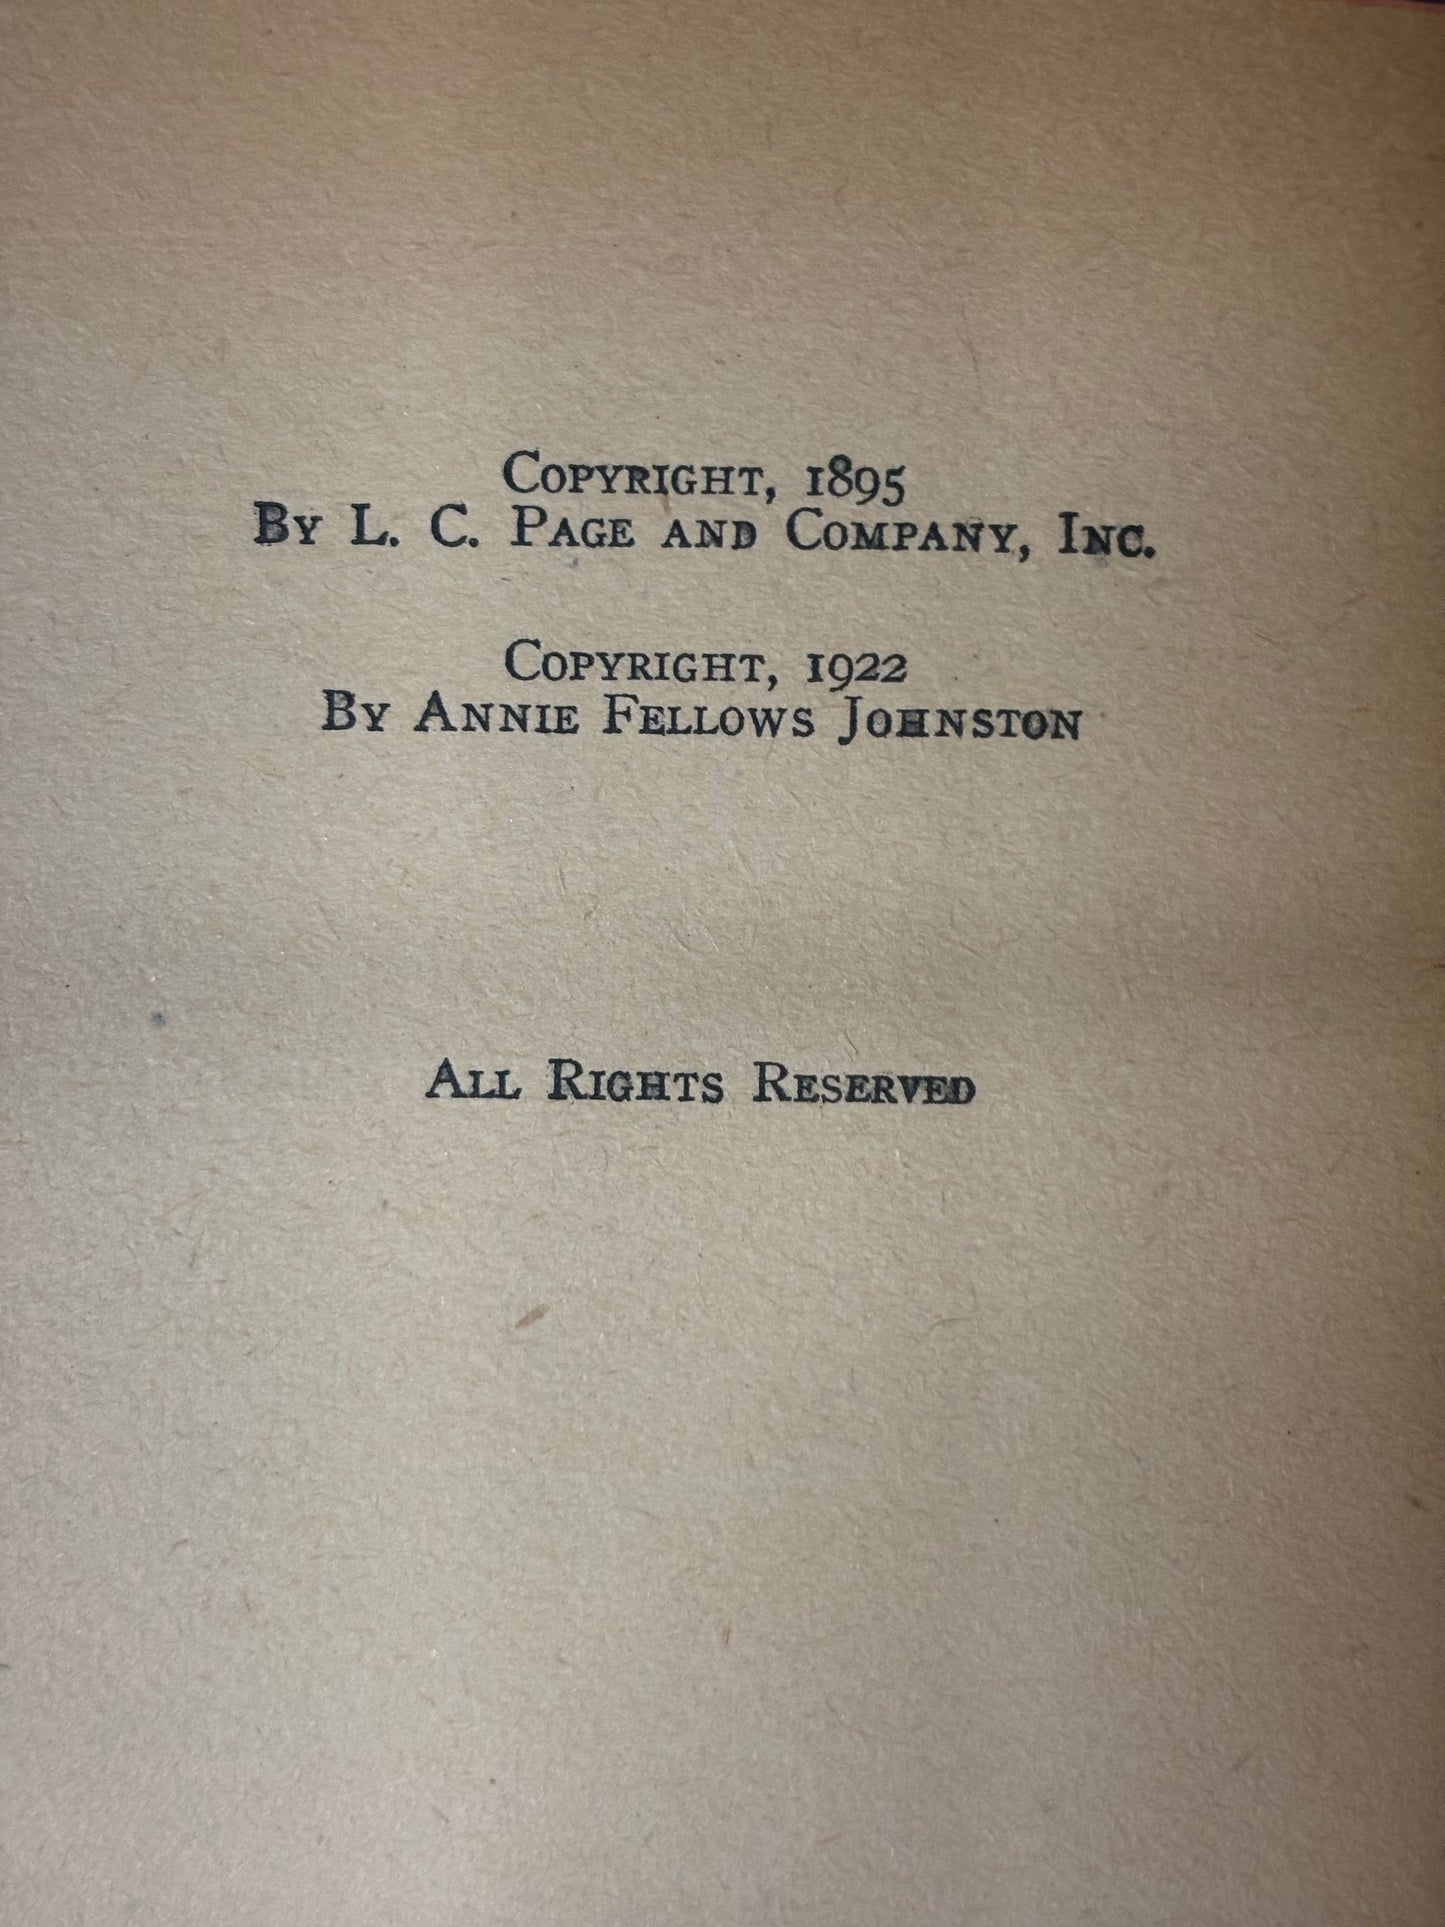 Copyright, 1895
By L. C. Page and Company, Inc.
Copyright, 1922
By Annie Fellows Johnston
All Rights Reserved